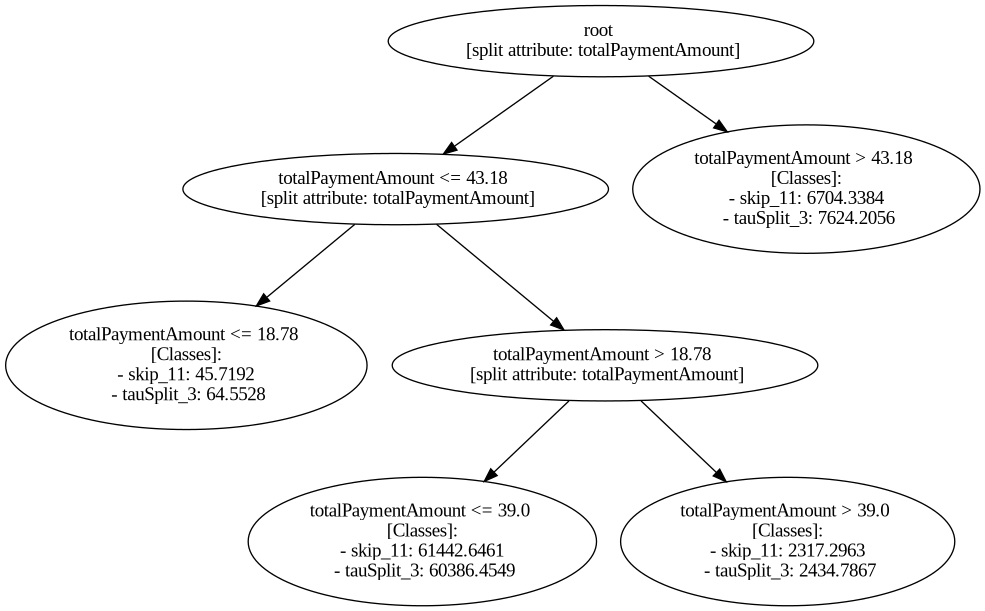 root
[split attribute: totalPaymentAmount]
totalPaymentAmount <= 43.18
[split attribute: totalPaymentAmount]
totalPaymentAmount > 43.18
[Classes]:
- skip_11: 6704.3384
- tauSplit_3: 7624.2056
totalPaymentAmount <= 18.78
[Classes]:
- skip_11: 45.7192
- tauSplit_3: 64.5528
totalPaymentAmount > 18.78
[split attribute: totalPaymentAmount]
totalPaymentAmount <= 39.0
[Classes]:
- skip_11: 61442.6461
- tauSplit_3: 60386.4549
totalPaymentAmount > 39.0
[Classes]:
- skip_11: 2317.2963
- tauSplit_3: 2434.7867